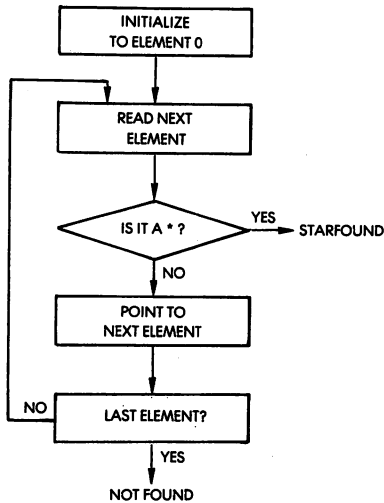 INITIALIZE
TO ELEMENT 0
READ NEXT
ELEMENT
IS IT A * ?
YES
STARFOUND
NO
POINT TO
NEXT ELEMENT
NO
LAST ELEMENT?
YES
NOT FOUND